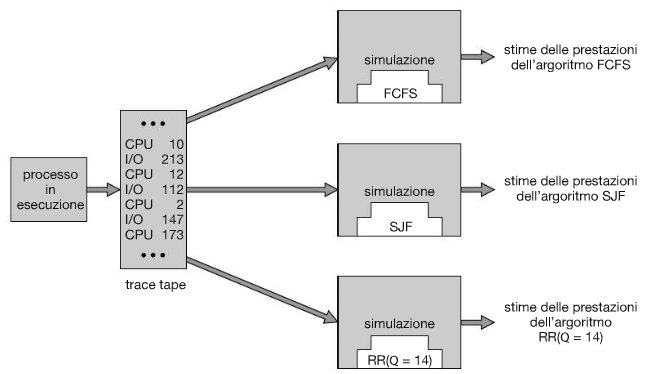 processo
in
esecuzione
•••
CPU 10
I/O 213
CPU 12
I/O 112
CPU 2
I/O 147
CPU 173
•••
trace tape
simulazione
FCFS
stime delle prestazioni
dell'argoritmo FCFS
simulazione
SJF
stime delle prestazioni
dell'argoritmo SJF
simulazione
RR(Q = 14)
stime delle prestazioni
dell'argoritmo
RR(Q = 14)